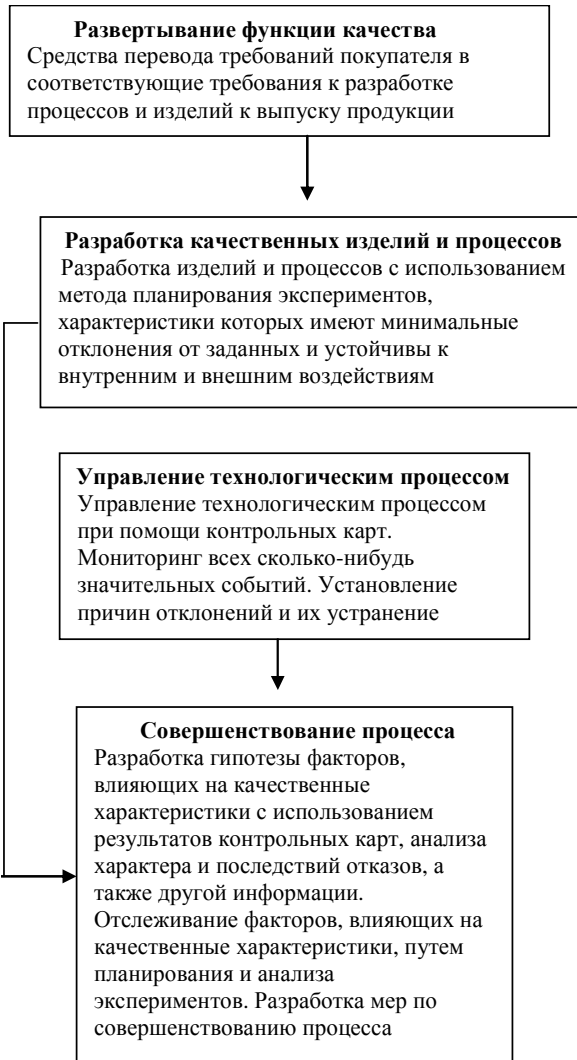 Развертывание функции качества
Средства перевода требований покупателя в
соответствующие требования к разработке
процессов и изделий к выпуску продукции
Разработка качественных изделий и процессов
Разработка изделий и процессов с использованием
метода планирования экспериментов,
характеристики которых имеют минимальные
отклонения от заданных и устойчивы к
внутренним и внешним воздействиям
Управление технологическим процессом
Управление технологическим процессом
при помощи контрольных карт.
Мониторинг всех сколько-нибудь
значительных событий. Установление
причин отклонений и их устранение
Совершенствование процесса
Разработка гипотезы факторов,
влияющих на качественные
характеристики с использованием
результатов контрольных карт, анализа
характера и последствий отказов, а
также другой информации.
Отслеживание факторов, влияющих на
качественные характеристики, путем
планирования и анализа
экспериментов. Разработка мер по
совершенствованию процесса